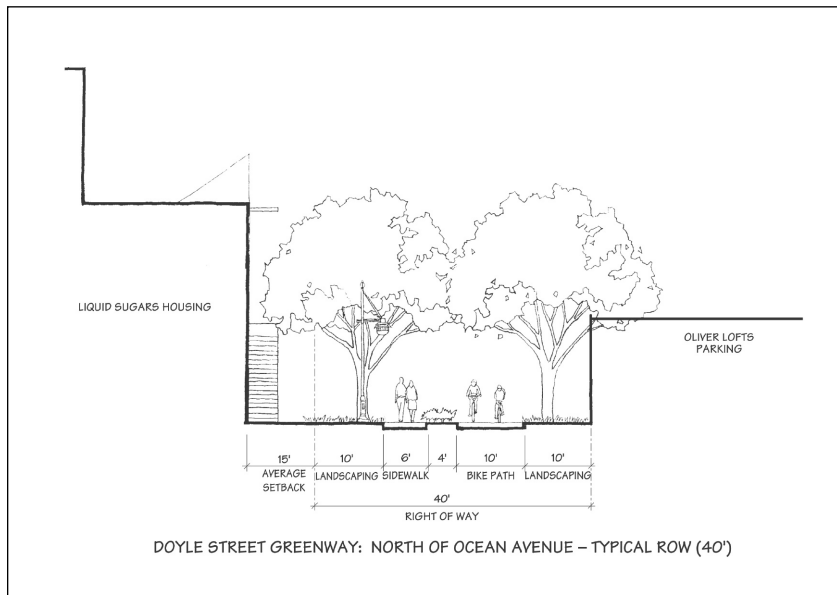 LIQUID SUGARS HOUSING
OLIVER LOFTS
PARKING
15' 10' 6' 4' 10' 10'
AVERAGE
SETBACK
LANDSCAPING SIDEWALK BIKE PATH LANDSCAPING
40'
RIGHT OF WAY
DOYLE STREET GREENWAY: NORTH OF OCEAN AVENUE – TYPICAL ROW (40')